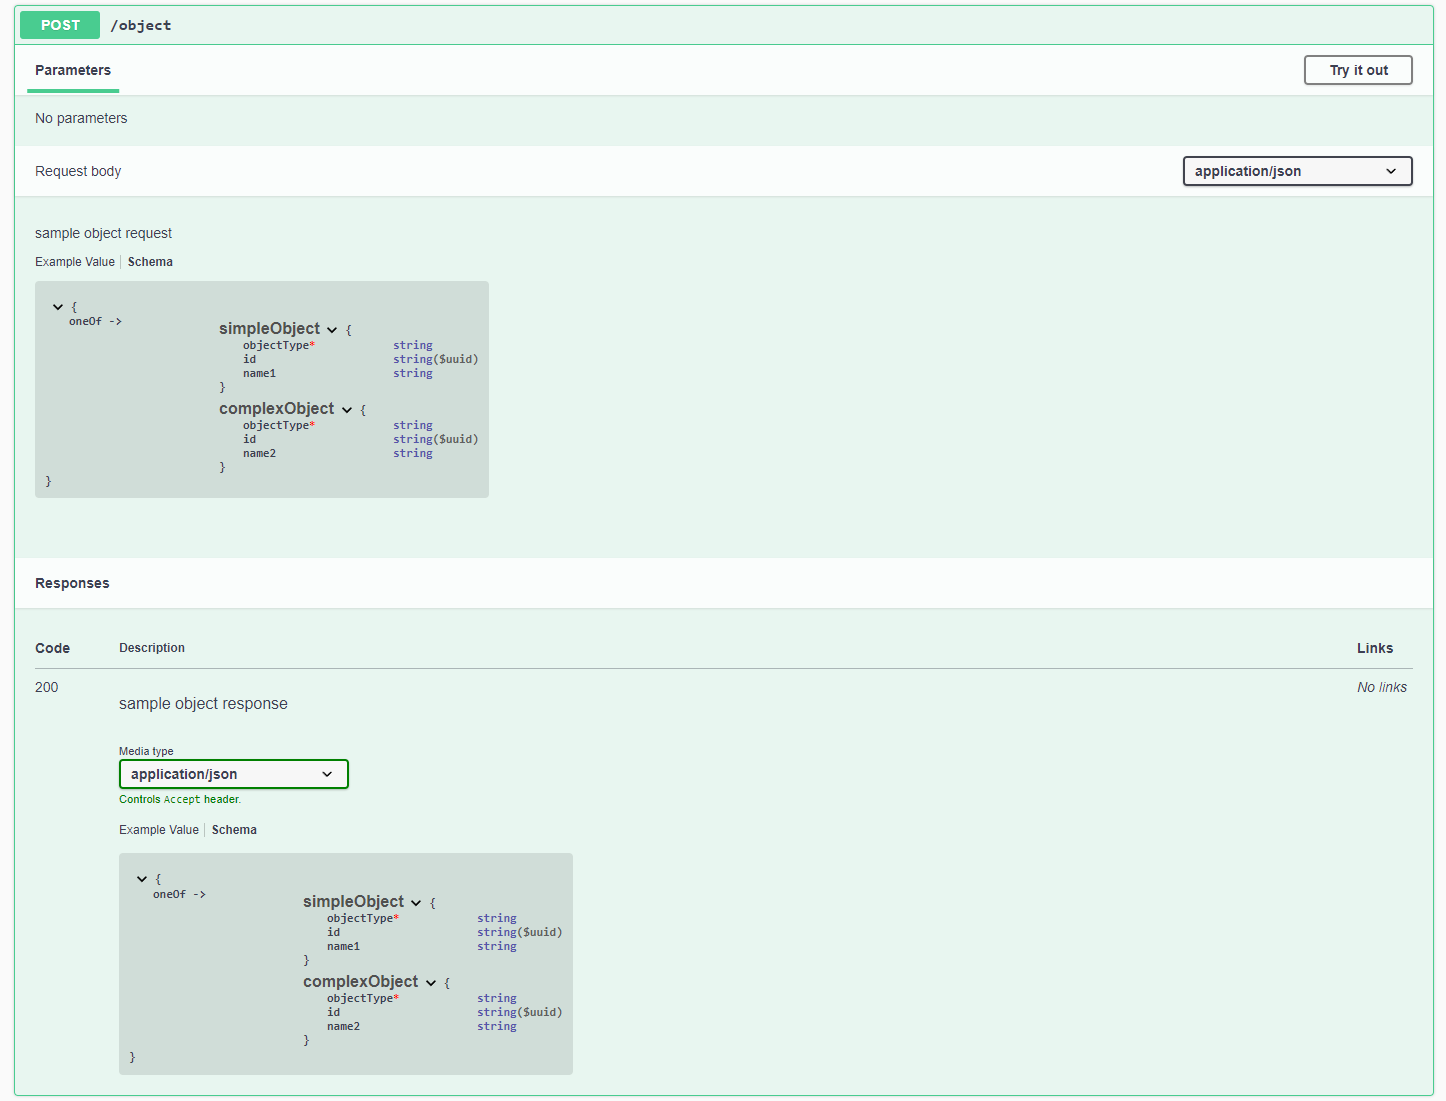 POST /object
Parameters Try it out
No parameters
Request body application/json
sample object request
Example Value Schema
{
oneOf ->
simpleObject {
objectType* string
id string($uuid)
name1 string
}
complexObject {
objectType* string
id string($uuid)
name2 string
}
}
Responses
Code Description Links
200 No links
sample object response
Media type
application/json
Controls Accept header.
Example Value Schema
{
oneOf ->
simpleObject {
objectType* string
id string($uuid)
name1 string
}
complexObject {
objectType* string
id string($uuid)
name2 string
}
}